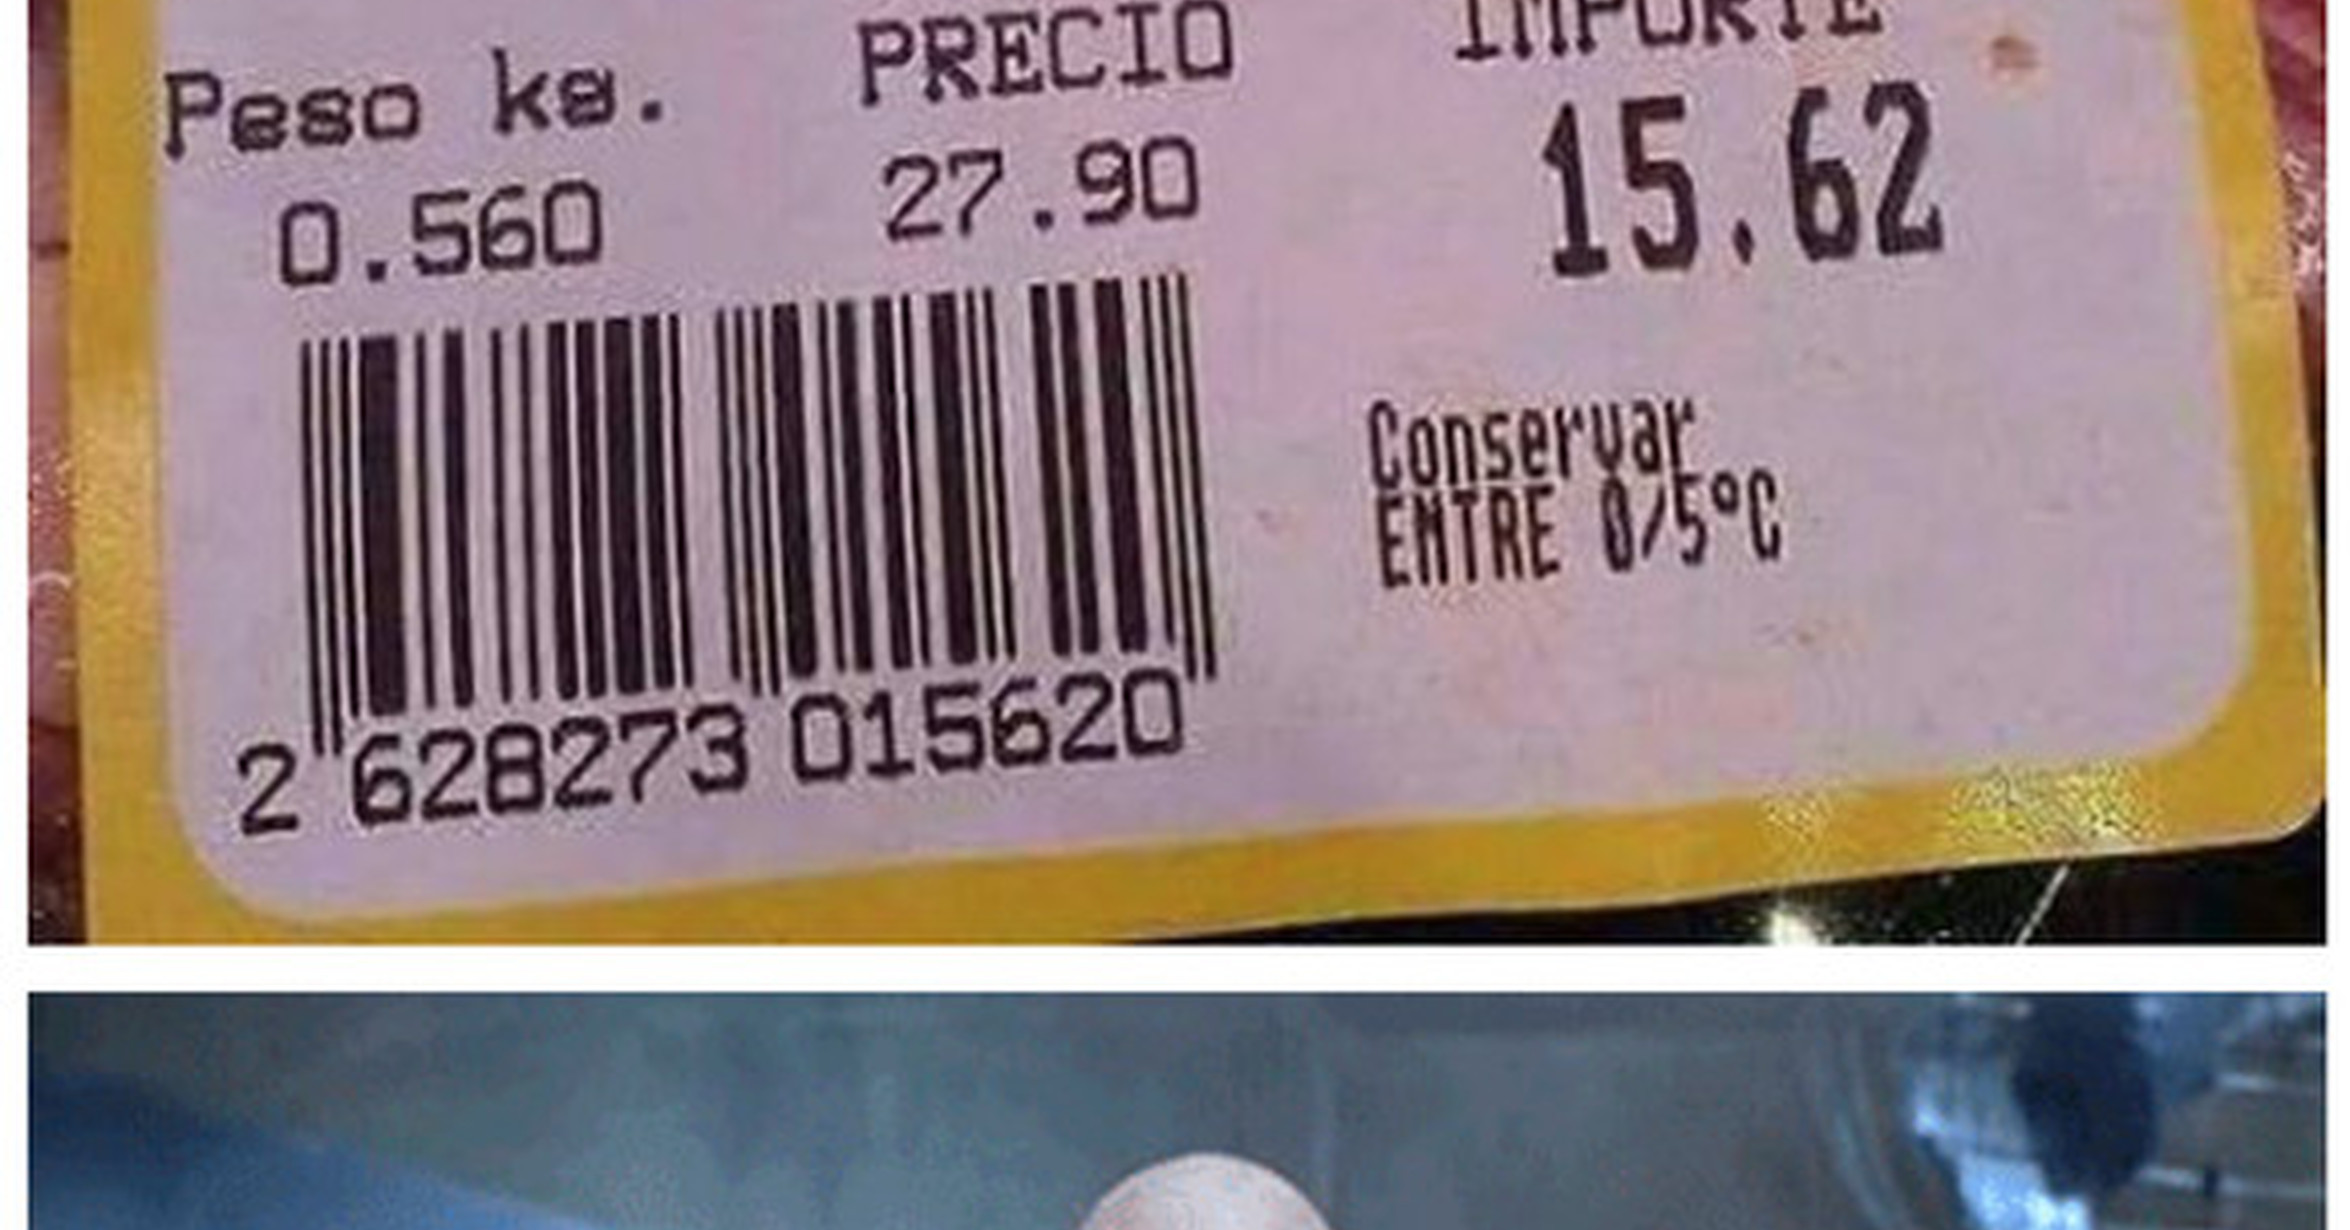 Peso kg. PRECIO IMPORTE
0.560 27.90 15.62
Conservar
ENTRE 0/5°C
2 628273 015620